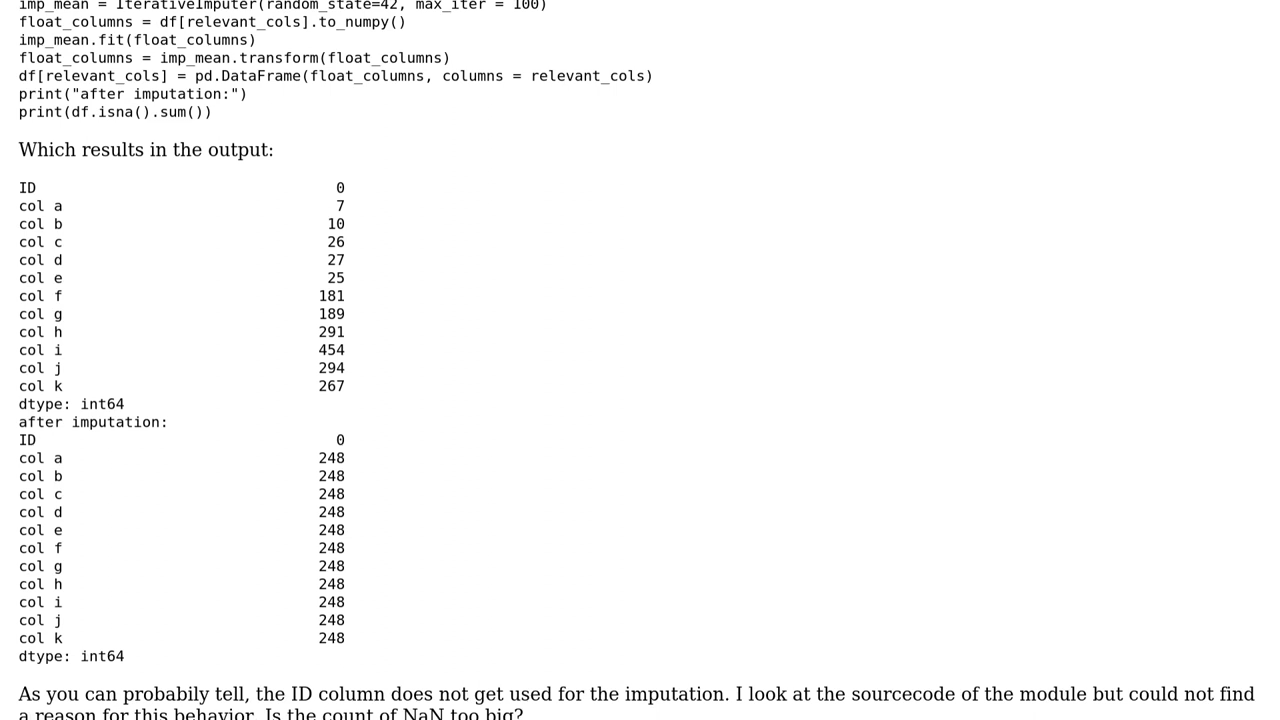 imp_mean = IterativeImputer(random_state=42, max_iter = 100)
float_columns = df[relevant_cols].to_numpy()
imp_mean.fit(float_columns)
float_columns = imp_mean.transform(float_columns)
df[relevant_cols] = pd.DataFrame(float_columns, columns = relevant_cols)
print("after imputation:")
print(df.isna().sum())
Which results in the output:
ID 0
col a 7
col b 10
col c 26
col d 27
col e 25
col f 181
col g 189
col h 291
col i 454
col j 294
col k 267
dtype: int64
after imputation:
ID 0
col a 248
col b 248
col c 248
col d 248
col e 248
col f 248
col g 248
col h 248
col i 248
col j 248
col k 248
dtype: int64
As you can probabily tell, the ID column does not get used for the imputation. I look at the sourcecode of the module but could not find
a reason for this behavior. Is the count of NaN too big?